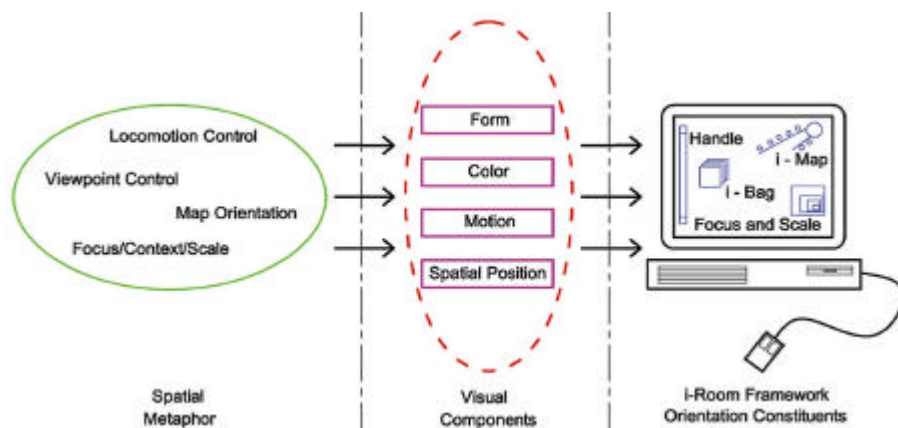 Locomotion Control
Viewpoint Control
Map Orientation
Focus/Context/Scale
Form
Color
Motion
Spatial Position
Handle
i - Map
i - Bag
Focus and Scale
Spatial
Metaphor
Visual
Components
i-Room Framework
Orientation Constituents